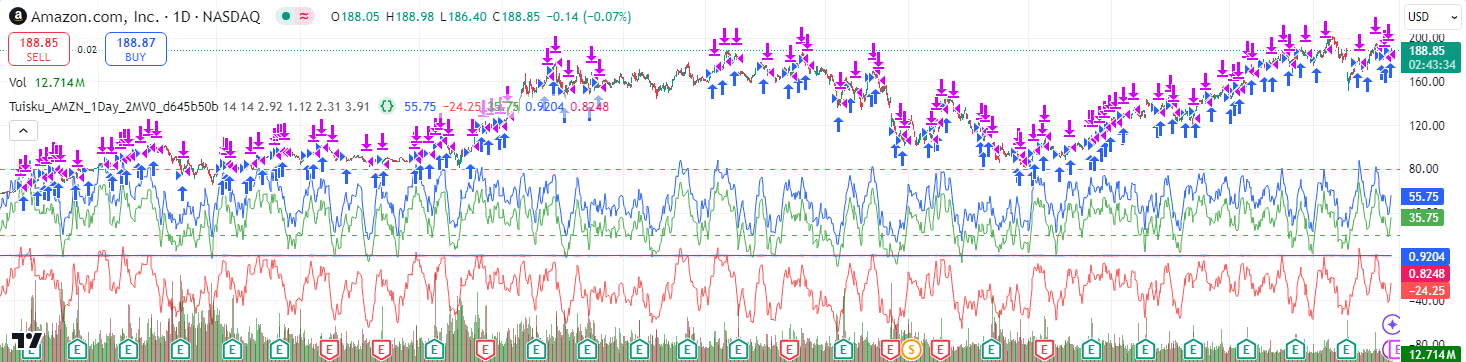 a Amazon.com, Inc. · 1D · NASDAQ ≈ O188.05 H188.98 L186.40 C188.85 −0.14 (−0.07%) USD
188.85 SELL 0.02 188.87 BUY
Vol 12.714M
Tuisku_AMZN_1Day_2MV0_d645b50b 14 14 2.92 1.12 2.31 3.91 {} 55.75 −24.25 35.75 0.9204 0.8248
200.00
188.85
02:43:34
160.00
120.00
80.00
55.75
35.75
0.9204
0.8248
−24.25
−40.00
−80.00
12.714M
E E E E E E E E E E E E E E E E E S E E E E E E E E E E